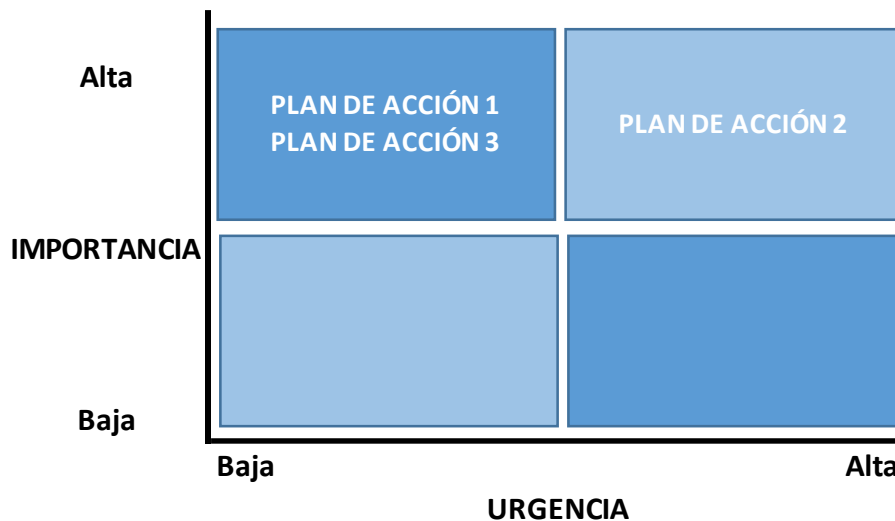 Alta
PLAN DE ACCIÓN 1
PLAN DE ACCIÓN 3
PLAN DE ACCIÓN 2
IMPORTANCIA
Baja
Baja
Alta
URGENCIA